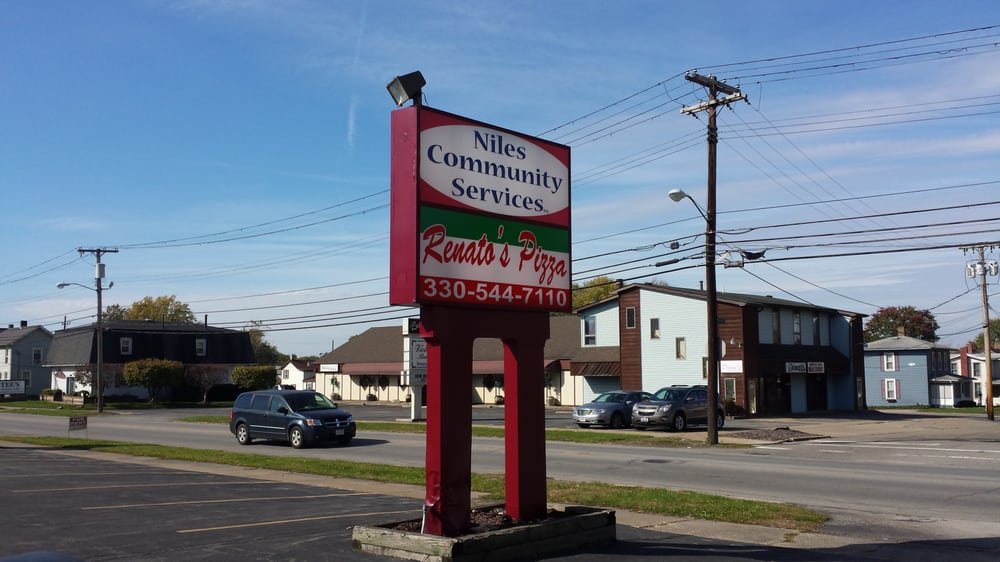 Niles
Community
Services
Renato's Pizza
330-544-7110